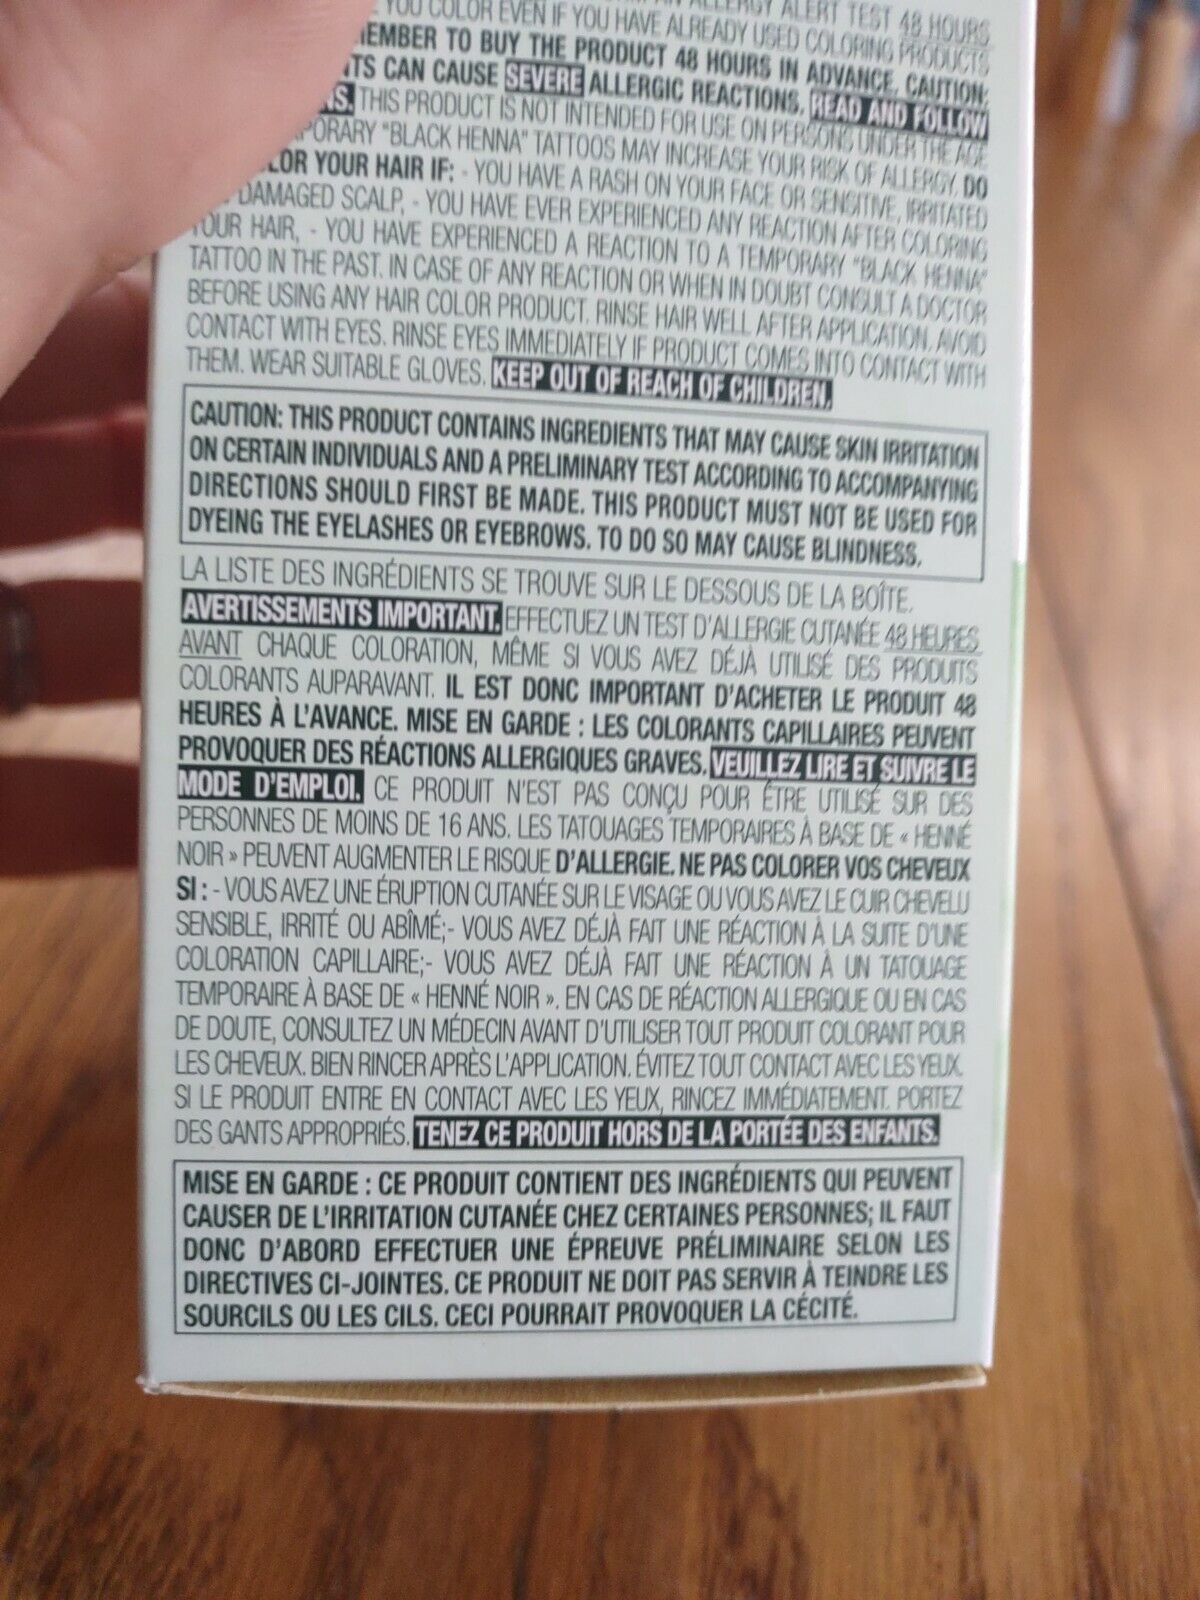 ALLERGY ALERT TEST 48 HOURS
YOU COLOR EVEN IF YOU HAVE ALREADY USED COLORING PRODUCTS
EMBER TO BUY THE PRODUCT 48 HOURS IN ADVANCE. CAUTION:
TS CAN CAUSE SEVERE ALLERGIC REACTIONS. READ AND FOLLOW
NS. THIS PRODUCT IS NOT INTENDED FOR USE ON PERSONS UNDER THE AGE
PORARY "BLACK HENNA" TATTOOS MAY INCREASE YOUR RISK OF ALLERGY. DO
LOR YOUR HAIR IF: - YOU HAVE A RASH ON YOUR FACE OR SENSITIVE, IRRITATED
DAMAGED SCALP, - YOU HAVE EVER EXPERIENCED ANY REACTION AFTER COLORING
YOUR HAIR, - YOU HAVE EXPERIENCED A REACTION TO A TEMPORARY "BLACK HENNA"
TATTOO IN THE PAST. IN CASE OF ANY REACTION OR WHEN IN DOUBT CONSULT A DOCTOR
BEFORE USING ANY HAIR COLOR PRODUCT. RINSE HAIR WELL AFTER APPLICATION. AVOID
CONTACT WITH EYES. RINSE EYES IMMEDIATELY IF PRODUCT COMES INTO CONTACT WITH
THEM. WEAR SUITABLE GLOVES. KEEP OUT OF REACH OF CHILDREN.
CAUTION: THIS PRODUCT CONTAINS INGREDIENTS THAT MAY CAUSE SKIN IRRITATION
ON CERTAIN INDIVIDUALS AND A PRELIMINARY TEST ACCORDING TO ACCOMPANYING
DIRECTIONS SHOULD FIRST BE MADE. THIS PRODUCT MUST NOT BE USED FOR
DYEING THE EYELASHES OR EYEBROWS. TO DO SO MAY CAUSE BLINDNESS.
LA LISTE DES INGRÉDIENTS SE TROUVE SUR LE DESSOUS DE LA BOÎTE.
AVERTISSEMENTS IMPORTANT. EFFECTUEZ UN TEST D'ALLERGIE CUTANÉE 48 HEURES
AVANT CHAQUE COLORATION, MÊME SI VOUS AVEZ DÉJÀ UTILISÉ DES PRODUITS
COLORANTS AUPARAVANT. IL EST DONC IMPORTANT D'ACHETER LE PRODUIT 48
HEURES À L'AVANCE. MISE EN GARDE : LES COLORANTS CAPILLAIRES PEUVENT
PROVOQUER DES RÉACTIONS ALLERGIQUES GRAVES. VEUILLEZ LIRE ET SUIVRE LE
MODE D'EMPLOI. CE PRODUIT N'EST PAS CONÇU POUR ÊTRE UTILISÉ SUR DES
PERSONNES DE MOINS DE 16 ANS. LES TATOUAGES TEMPORAIRES À BASE DE « HENNÉ
NOIR » PEUVENT AUGMENTER LE RISQUE D'ALLERGIE. NE PAS COLORER VOS CHEVEUX
SI : - VOUS AVEZ UNE ÉRUPTION CUTANÉE SUR LE VISAGE OU VOUS AVEZ LE CUIR CHEVELU
SENSIBLE, IRRITÉ OU ABÎMÉ;- VOUS AVEZ DÉJÀ FAIT UNE RÉACTION À LA SUITE D'UNE
COLORATION CAPILLAIRE;- VOUS AVEZ DÉJÀ FAIT UNE RÉACTION À UN TATOUAGE
TEMPORAIRE À BASE DE « HENNÉ NOIR ». EN CAS DE RÉACTION ALLERGIQUE OU EN CAS
DE DOUTE, CONSULTEZ UN MÉDECIN AVANT D'UTILISER TOUT PRODUIT COLORANT POUR
LES CHEVEUX. BIEN RINCER APRÈS L'APPLICATION. ÉVITEZ TOUT CONTACT AVEC LES YEUX.
SI LE PRODUIT ENTRE EN CONTACT AVEC LES YEUX, RINCEZ IMMÉDIATEMENT. PORTEZ
DES GANTS APPROPRIÉS. TENEZ CE PRODUIT HORS DE LA PORTÉE DES ENFANTS.
MISE EN GARDE : CE PRODUIT CONTIENT DES INGRÉDIENTS QUI PEUVENT
CAUSER DE L'IRRITATION CUTANÉE CHEZ CERTAINES PERSONNES; IL FAUT
DONC D'ABORD EFFECTUER UNE ÉPREUVE PRÉLIMINAIRE SELON LES
DIRECTIVES CI-JOINTES. CE PRODUIT NE DOIT PAS SERVIR À TEINDRE LES
SOURCILS OU LES CILS. CECI POURRAIT PROVOQUER LA CÉCITÉ.